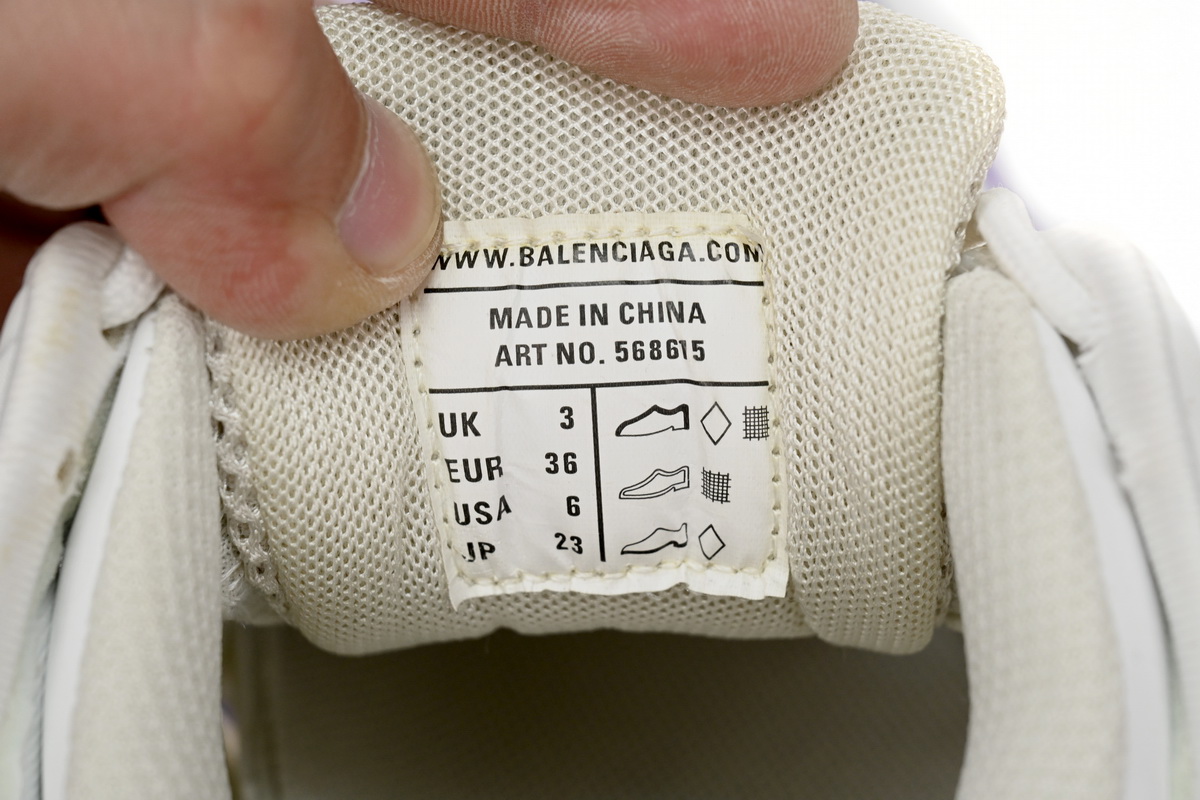 WWW.BALENCIAGA.COM
MADE IN CHINA
ART NO. 568615
UK 3
EUR 36
USA 6
JP 23